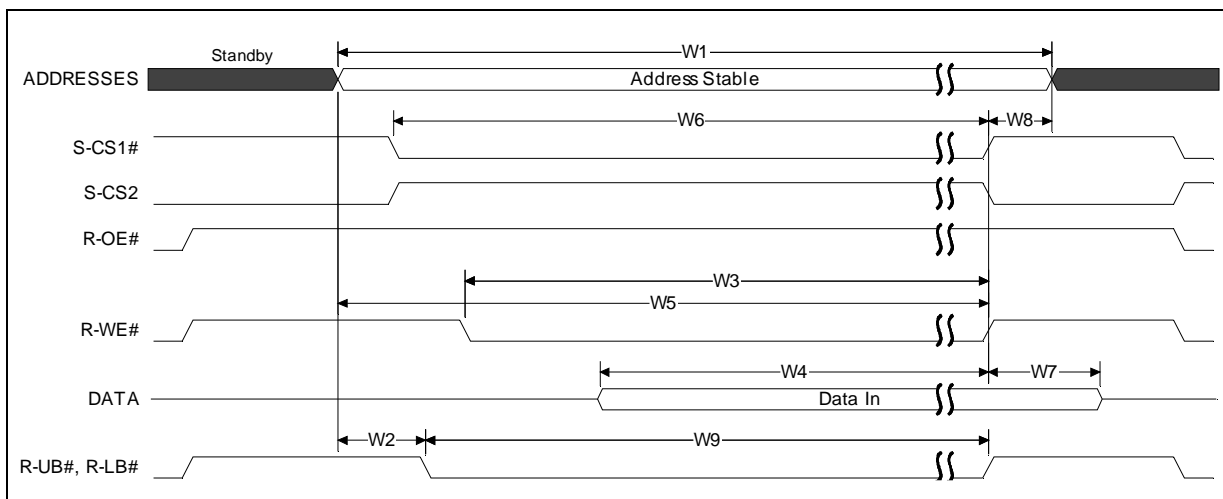 Standby
W1
ADDRESSES
Address Stable
W6
W8
S-CS1#
S-CS2
R-OE#
W3
W5
R-WE#
W4
W7
DATA
Data In
W2
W9
R-UB#, R-LB#